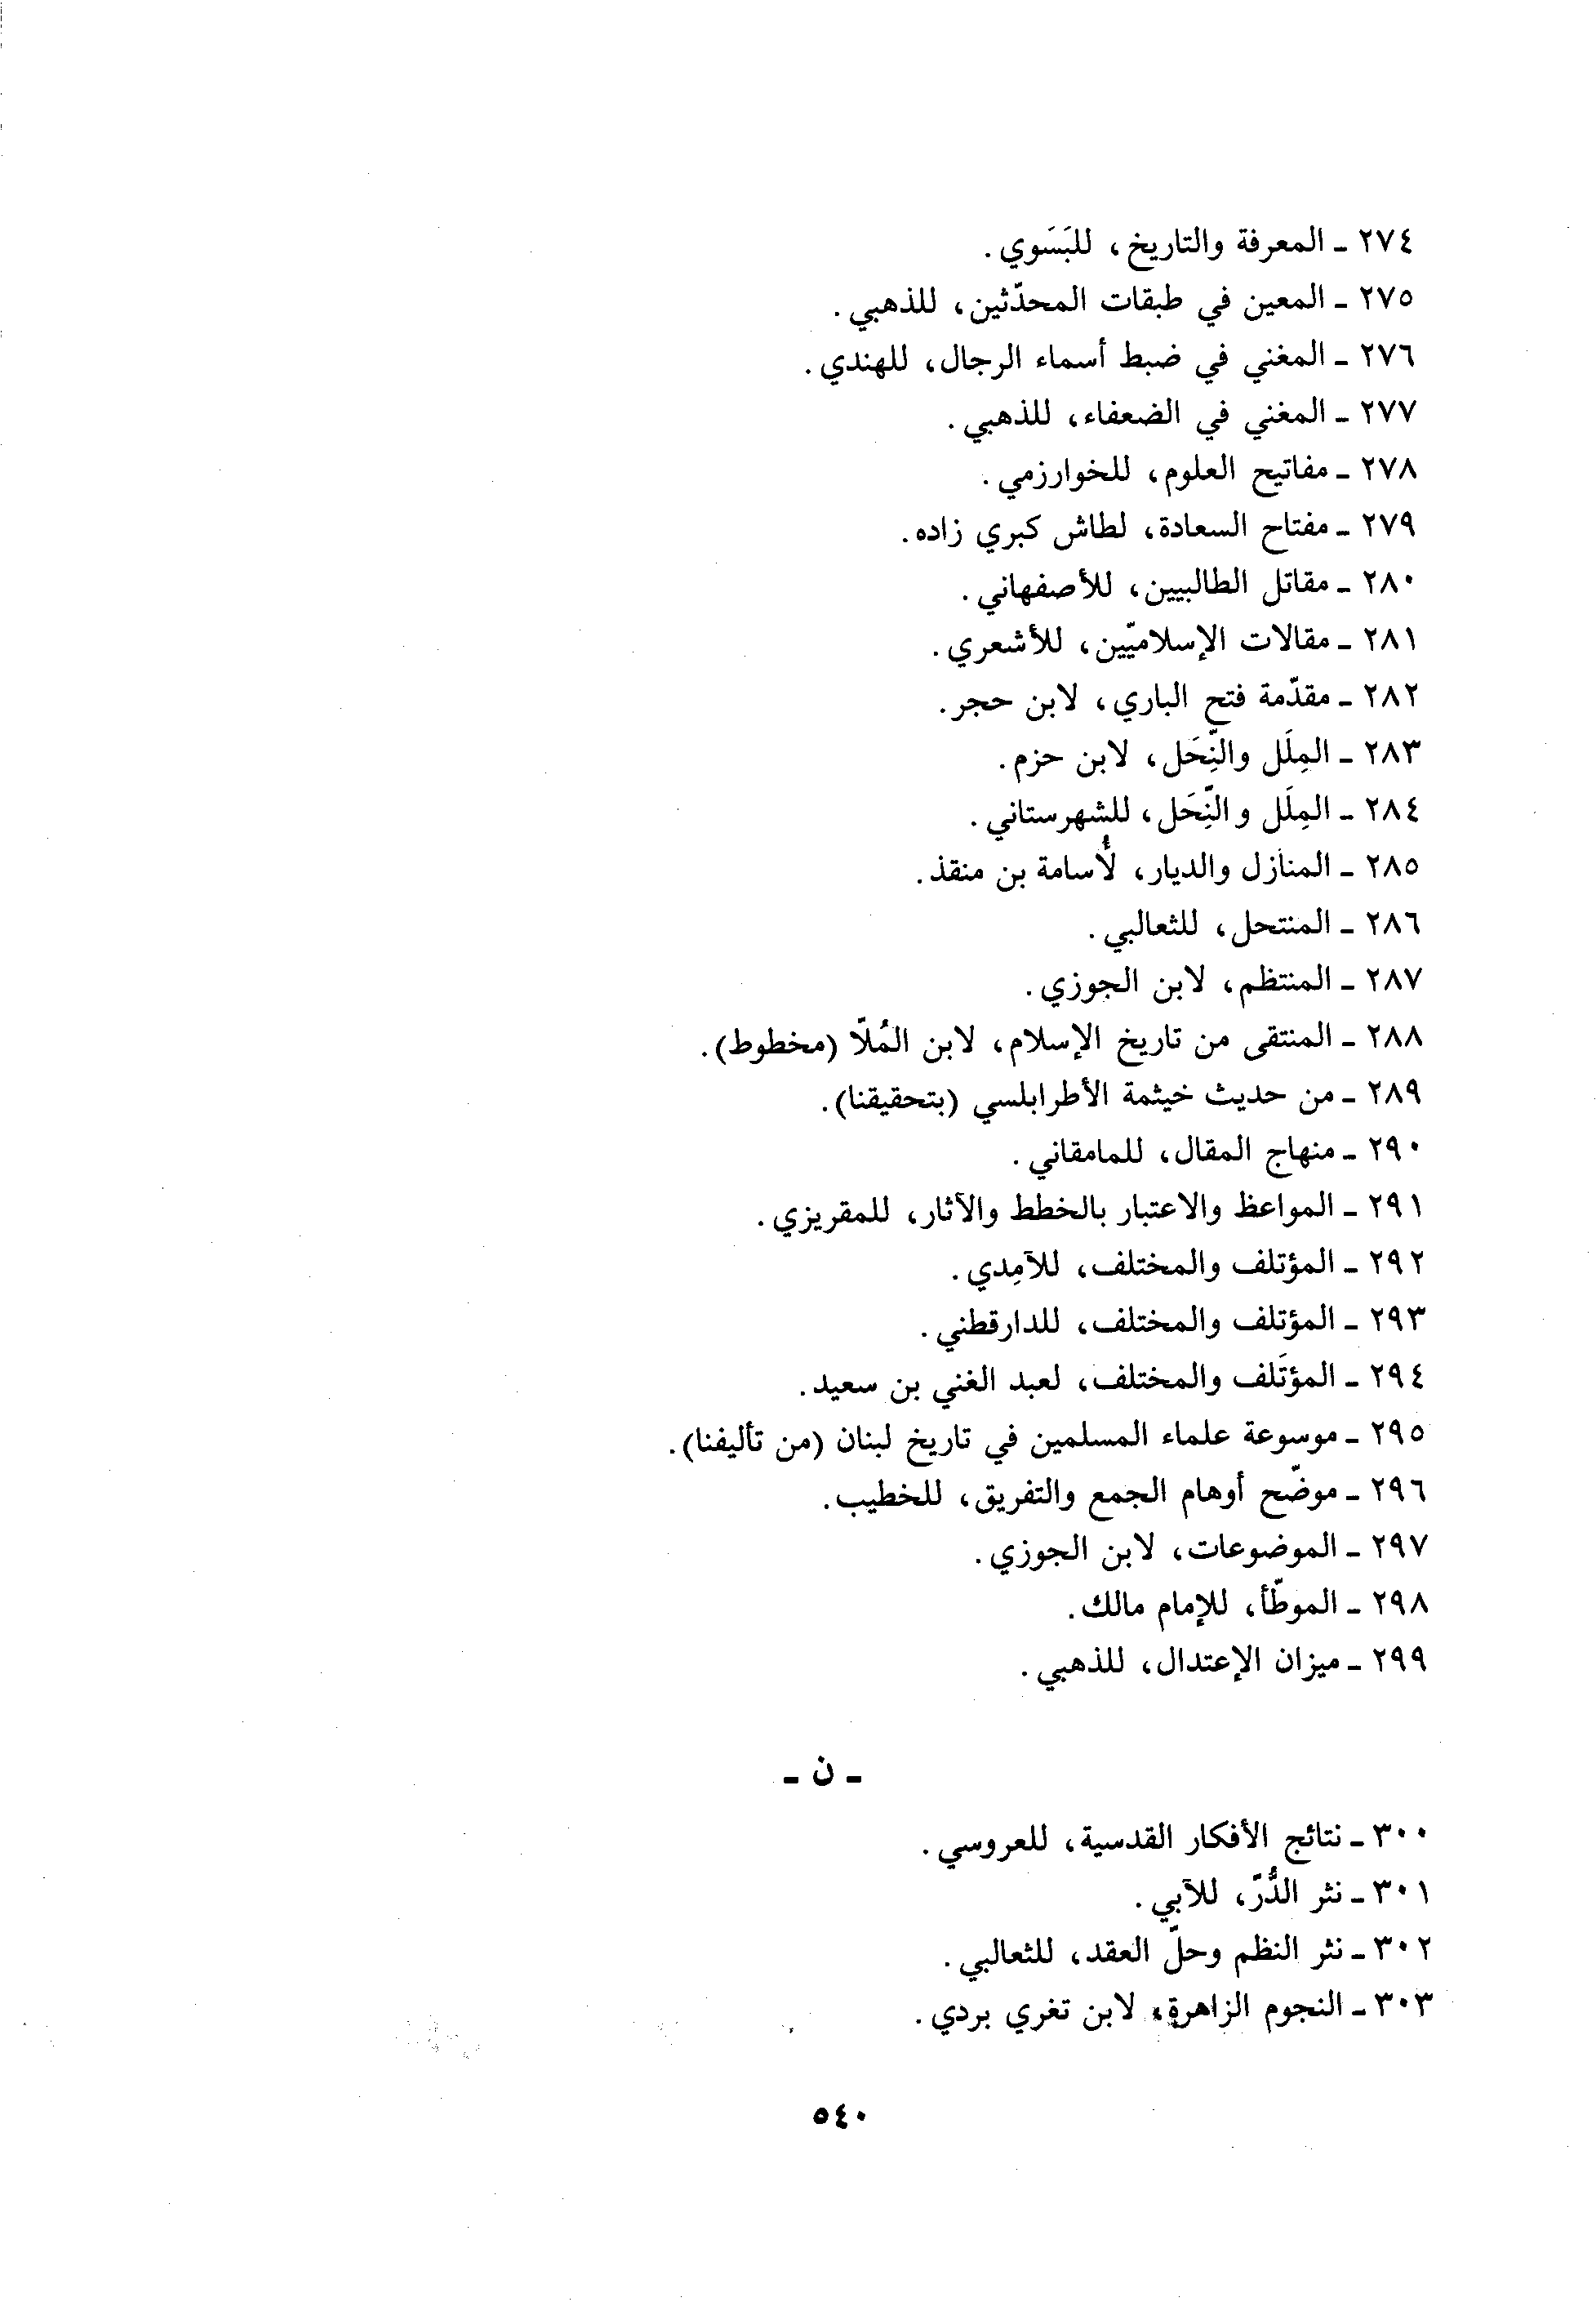 ٢٧٤ ـ المعرفة والتاريخ، للبَسَوي.
٢٧٥ ـ المعين في طبقات المحدّثين، للذهبي.
٢٧٦ ـ المغني في ضبط أسماء الرجال، للهندي.
٢٧٧ ـ المغني في الضعفاء، للذهبي.
٢٧٨ ـ مفاتيح العلوم، للخوارزمي.
٢٧٩ ـ مفتاح السعادة، لطاش كبري زاده.
٢٨٠ ـ مقاتل الطالبيين، للأصفهاني.
٢٨١ ـ مقالات الإسلاميّين، للأشعري.
٢٨٢ ـ مقدّمة فتح الباري، لابن حجر.
٢٨٣ ـ المِلَل والنِّحَل، لابن حزم.
٢٨٤ ـ المِلَل و النِّحَل، للشهرستاني.
٢٨٥ ـ المنازل والديار، لأُسامة بن منقذ.
٢٨٦ ـ المنتحل، للثعالبي.
٢٨٧ ـ المنتظم، لابن الجوزي.
٢٨٨ ـ المنتقى من تاريخ الإسلام، لابن المُلّا (مخطوط).
٢٨٩ ـ من حديث خيثمة الأطرابلسي (بتحقيقنا).
٢٩٠ ـ منهاج المقال، للمامقاني.
٢٩١ ـ المواعظ والاعتبار بالخطط والآثار، للمقريزي.
٢٩٢ ـ المؤتلف والمختلف، للآمِدي.
٢٩٣ ـ المؤتلف والمختلف، للدارقطني.
٢٩٤ ـ المؤتَلف والمختلف، لعبد الغني بن سعيد.
٢٩٥ ـ موسوعة علماء المسلمين في تاريخ لبنان (من تأليفنا).
٢٩٦ ـ موضّح أوهام الجمع والتفريق، للخطيب.
٢٩٧ ـ الموضوعات، لابن الجوزي.
٢٩٨ ـ الموطّأ، للإمام مالك.
٢٩٩ ـ ميزان الإعتدال، للذهبي.
ـ ن ـ
٣٠٠ ـ نتائج الأفكار القدسية، للعروسي.
٣٠١ ـ نثر الدُّرّ، للآبي.
٣٠٢ ـ نثر النظم وحلّ العقد، للثعالبي.
٣٠٣ ـ النجوم الزاهرة، لابن تغري بردي.
٥٤٠